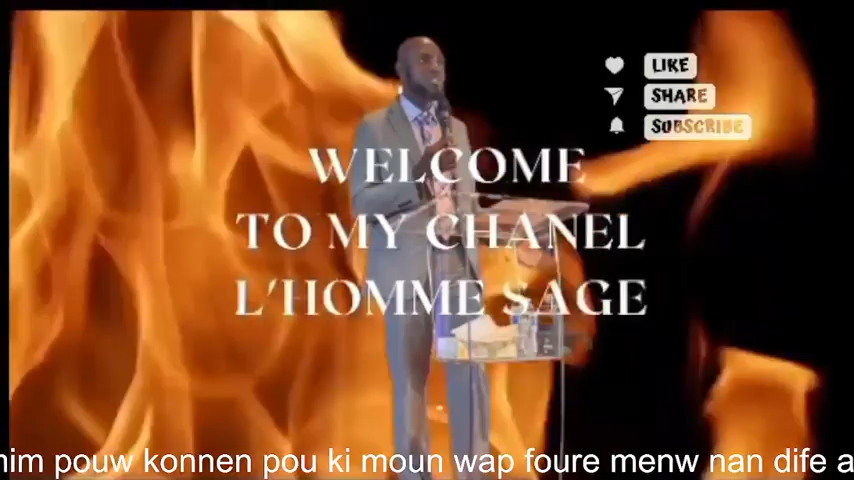 LIKE
SHARE
SUBSCRIBE
WELCOME
TO MY CHANEL
L'HOMME SAGE
pouw konnen pou ki moun wap foure menw nan dife